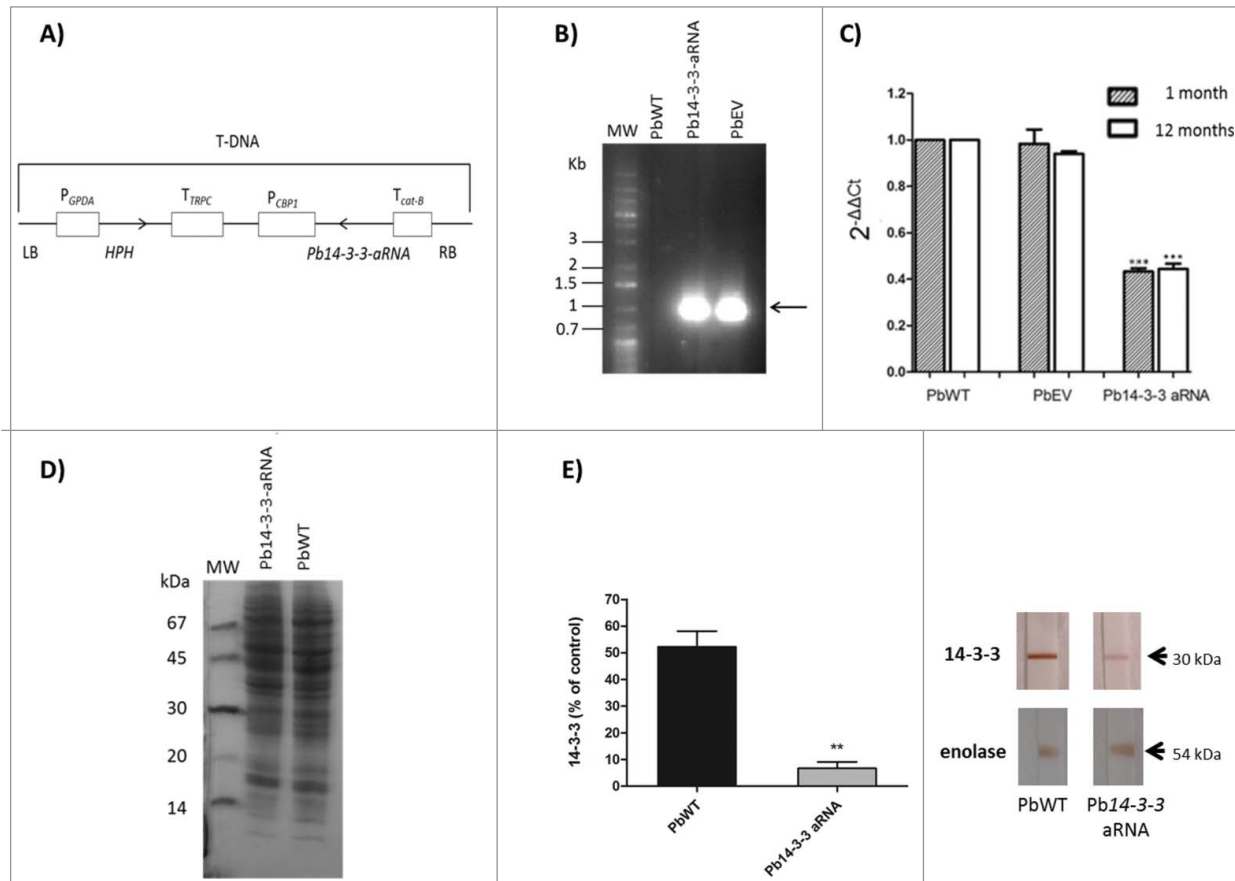 A)
T-DNA
P_GPDA T_TRPC P_CBP1 T_cat-B
LB HPH Pb14-3-3-aRNA RB
B)
MW PbWT Pb14-3-3-aRNA PbEV
Kb
3
2
1.5
1
0.7
C)
1 month
12 months
2^-ΔΔCt
1.2
1.0
0.8
0.6
0.4
0.2
0.0
*** ***
PbWT PbEV Pb14-3-3 aRNA
D)
MW Pb14-3-3-aRNA PbWT
kDa
67
45
30
20
14
E)
14-3-3 (% of control)
70
60
50
40
30
20
10
0
**
PbWT Pb14-3-3 aRNA
14-3-3 30 kDa
enolase 54 kDa
PbWT Pb14-3-3
aRNA